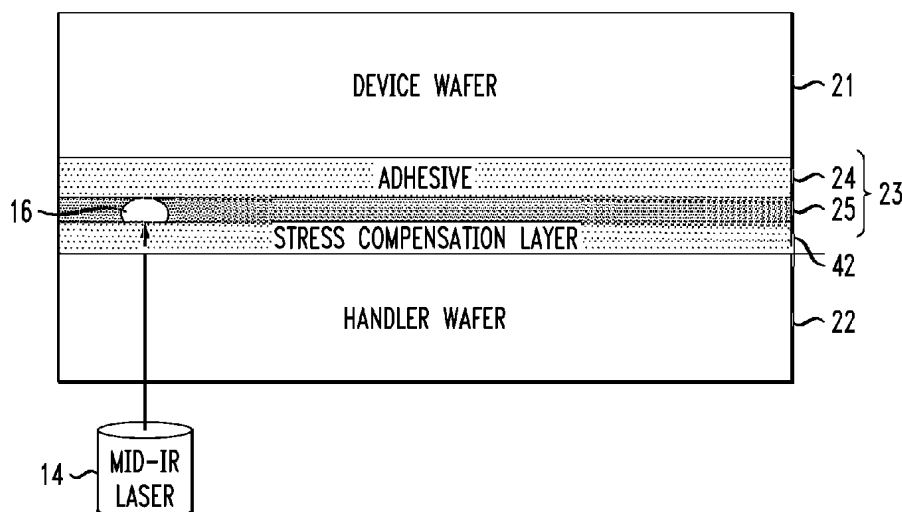 DEVICE WAFER
21
ADHESIVE
24
23
16
25
STRESS COMPENSATION LAYER
42
HANDLER WAFER
22
14
MID-IR
LASER